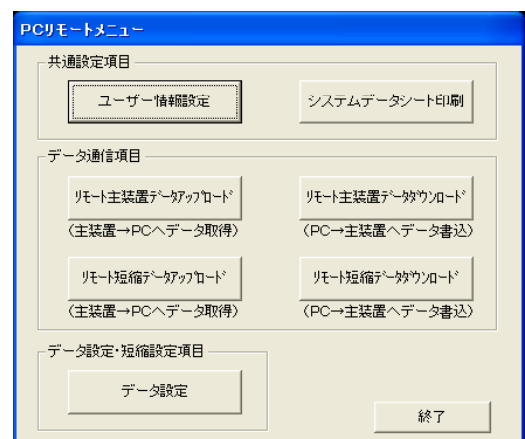 PCリモートメニュー
共通設定項目
ユーザー情報設定
システムデータシート印刷
データ通信項目
ﾘﾓｰﾄ主装置ﾃﾞｰﾀｱｯﾌﾟﾛｰﾄﾞ
ﾘﾓｰﾄ主装置ﾃﾞｰﾀﾀﾞｳﾝﾛｰﾄﾞ
(主装置→PCへデータ取得)
(PC→主装置へデータ書込)
ﾘﾓｰﾄ短縮ﾃﾞｰﾀｱｯﾌﾟﾛｰﾄﾞ
ﾘﾓｰﾄ短縮ﾃﾞｰﾀﾀﾞｳﾝﾛｰﾄﾞ
(主装置→PCへデータ取得)
(PC→主装置へデータ書込)
データ設定・短縮設定項目
データ設定
終了